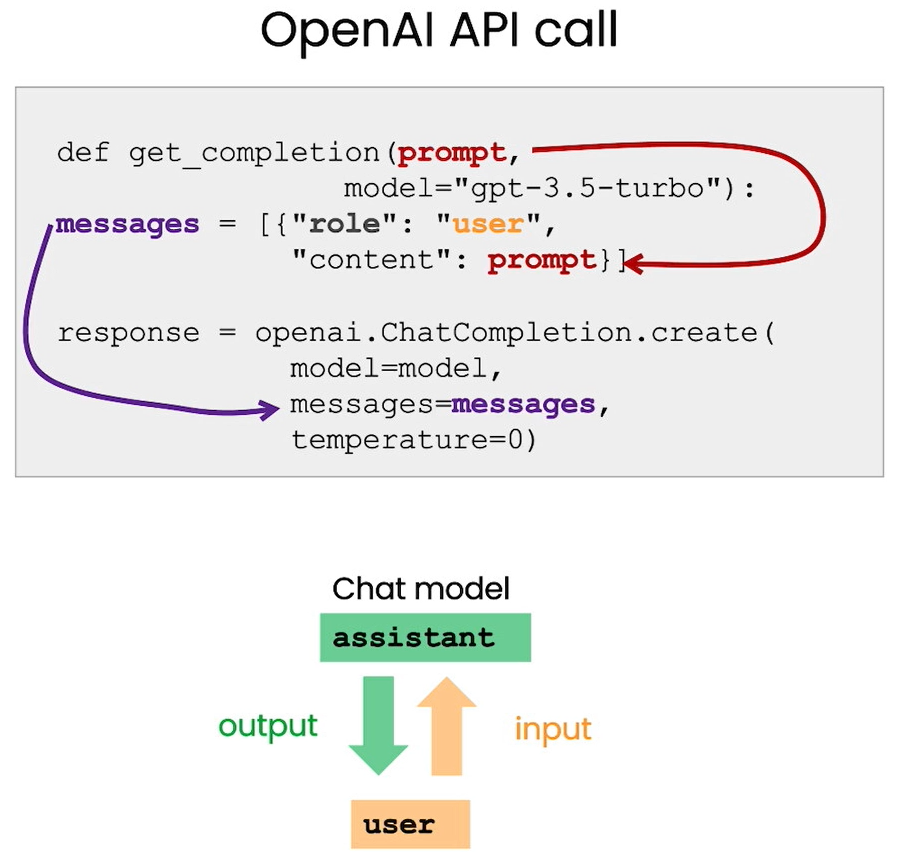 OpenAI API call
def get_completion(prompt,
model="gpt-3.5-turbo"):
messages = [{"role": "user",
"content": prompt}]
response = openai.ChatCompletion.create(
model=model,
messages=messages,
temperature=0)
Chat model
assistant
output input
user